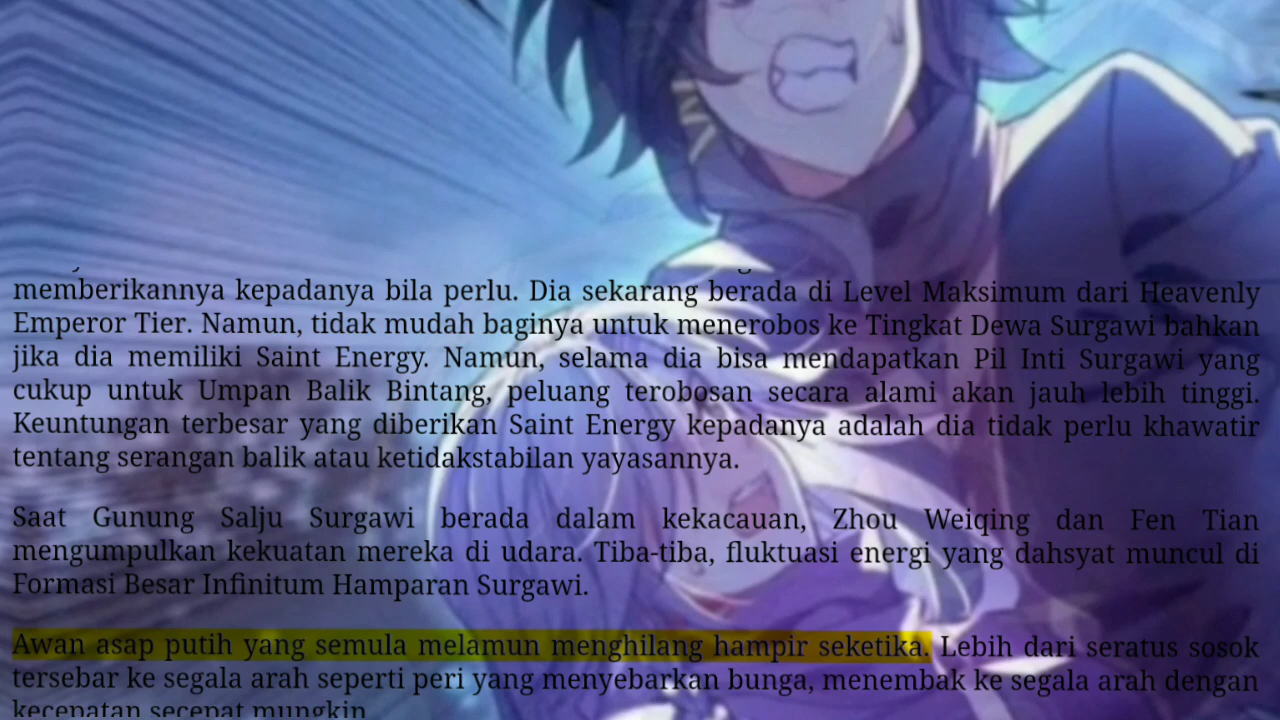 memberikannya kepadanya bila perlu. Dia sekarang berada di Level Maksimum dari Heavenly
Emperor Tier. Namun, tidak mudah baginya untuk menerobos ke Tingkat Dewa Surgawi bahkan
jika dia memiliki Saint Energy. Namun, selama dia bisa mendapatkan Pil Inti Surgawi yang
cukup untuk Umpan Balik Bintang, peluang terobosan secara alami akan jauh lebih tinggi.
Keuntungan terbesar yang diberikan Saint Energy kepadanya adalah dia tidak perlu khawatir
tentang serangan balik atau ketidakstabilan yayasannya.
Saat Gunung Salju Surgawi berada dalam kekacauan, Zhou Weiqing dan Fen Tian
mengumpulkan kekuatan mereka di udara. Tiba-tiba, fluktuasi energi yang dahsyat muncul di
Formasi Besar Infinitum Hamparan Surgawi.
Awan asap putih yang semula melamun menghilang hampir seketika. Lebih dari seratus sosok
tersebar ke segala arah seperti peri yang menyebarkan bunga, menembak ke segala arah dengan
kecepatan secepat mungkin